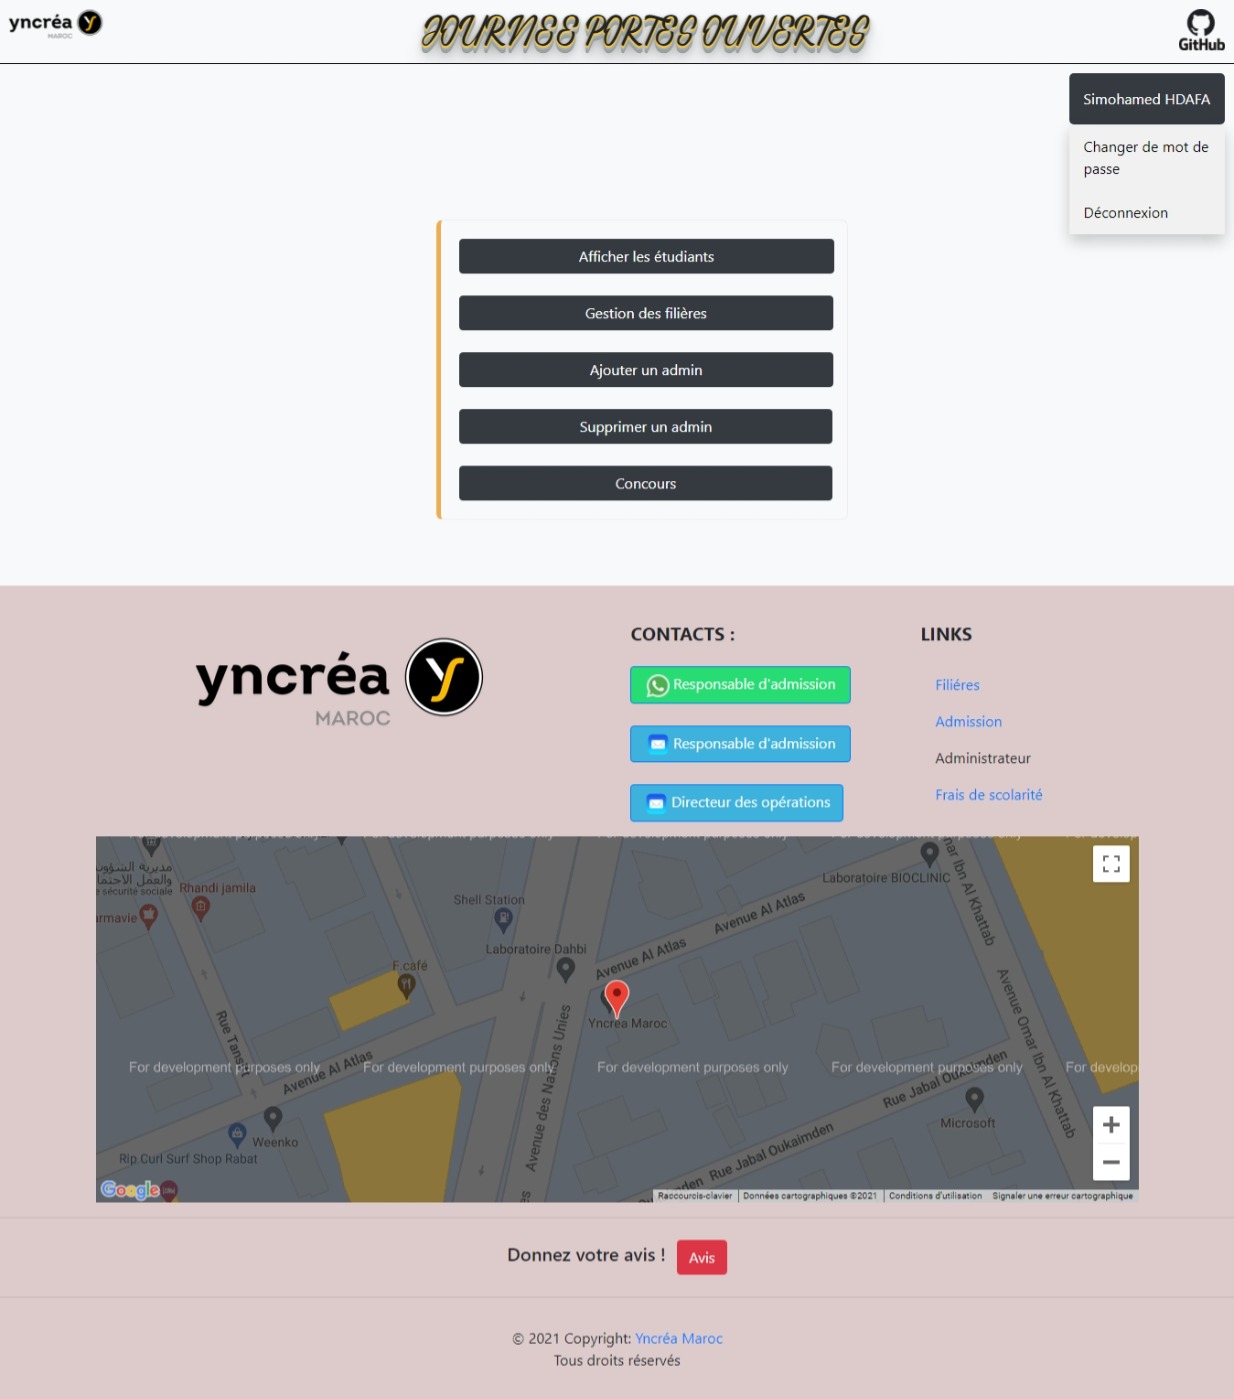 yncréa
MAROC
JOURNEE PORTES OUVERTES
GitHub
Simohamed HDAFA
Changer de mot de
passe
Déconnexion
Afficher les étudiants
Gestion des filières
Ajouter un admin
Supprimer un admin
Concours
yncréa
MAROC
CONTACTS :
Responsable d'admission
Responsable d'admission
Directeur des opérations
LINKS
Filiéres
Admission
Administrateur
Frais de scolarité
مديرية الشؤون
والعمل الاجتما
e sécurité sociale
Rhandi jamila
rmavie
Shell Station
Laboratoire Dahbi
F.café
Laboratoire BIOCLINIC
Avenue Al Atlas
Avenue Al Atlas
mar Ibn Al Khattab
Avenue Omar Ibn Al Khattab
Yncrea Maroc
Rue Tansift
Avenue Al Atlas
Avenue des Nations Unies
For development purposes only
For development purposes only
For development purposes only
For development purposes only
For develop
Rue Jabal Oukaimden
Rue Jabal Oukaimden
Microsoft
Weenko
Rip Curl Surf Shop Rabat
Google
Raccourcis-clavier
Données cartographiques ©2021
Conditions d'utilisation
Signaler une erreur cartographique
Donnez votre avis !
Avis
© 2021 Copyright: Yncréa Maroc
Tous droits réservés